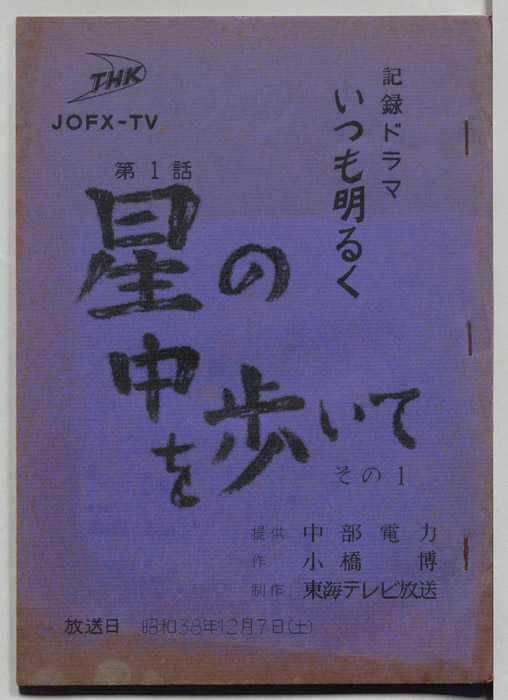 THK
JOFX-TV
記録ドラマ
いつも明るく
第1話
星の
中を歩いて
その1
提供 中部電力
作 小橋 博
制作 東海テレビ放送
放送日 昭和38年12月7日(土)